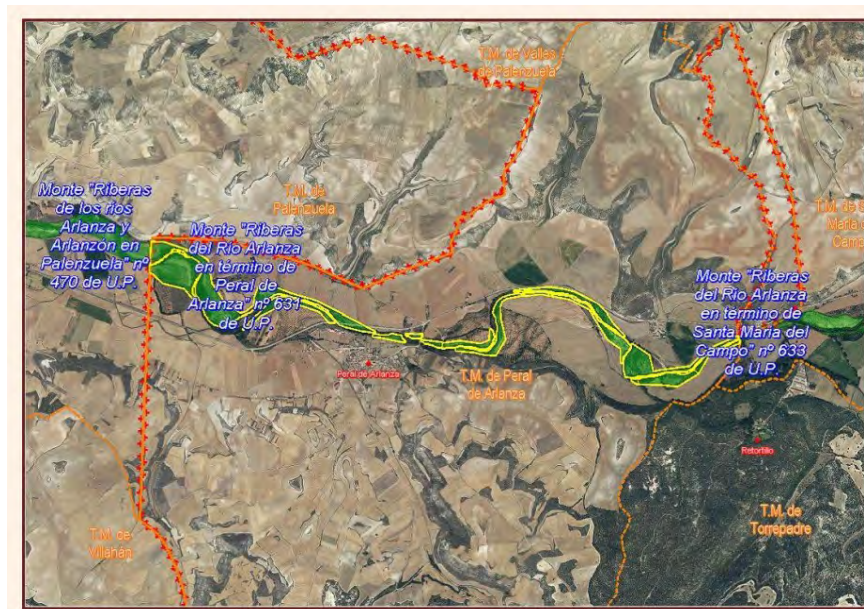 T.M. de Valles
de Palenzuela
T.M. de
Palenzuela
Monte "Riberas
de los rios
Arlanza y
Arlanzón en
Palenzuela" nº
470 de U.P.
Monte "Riberas
del Río Arlanza
en término de
Peral de
Arlanza" nº 631
de U.P.
Monte "Riberas
del Río Arlanza
en término de
Santa María del
Campo" nº 633
de U.P.
María
Camp
Peral de Arlanza
T.M. de Peral
de Arlanza
Retortillo
T.M. de
Torrepadre
T.M. de
Villahán